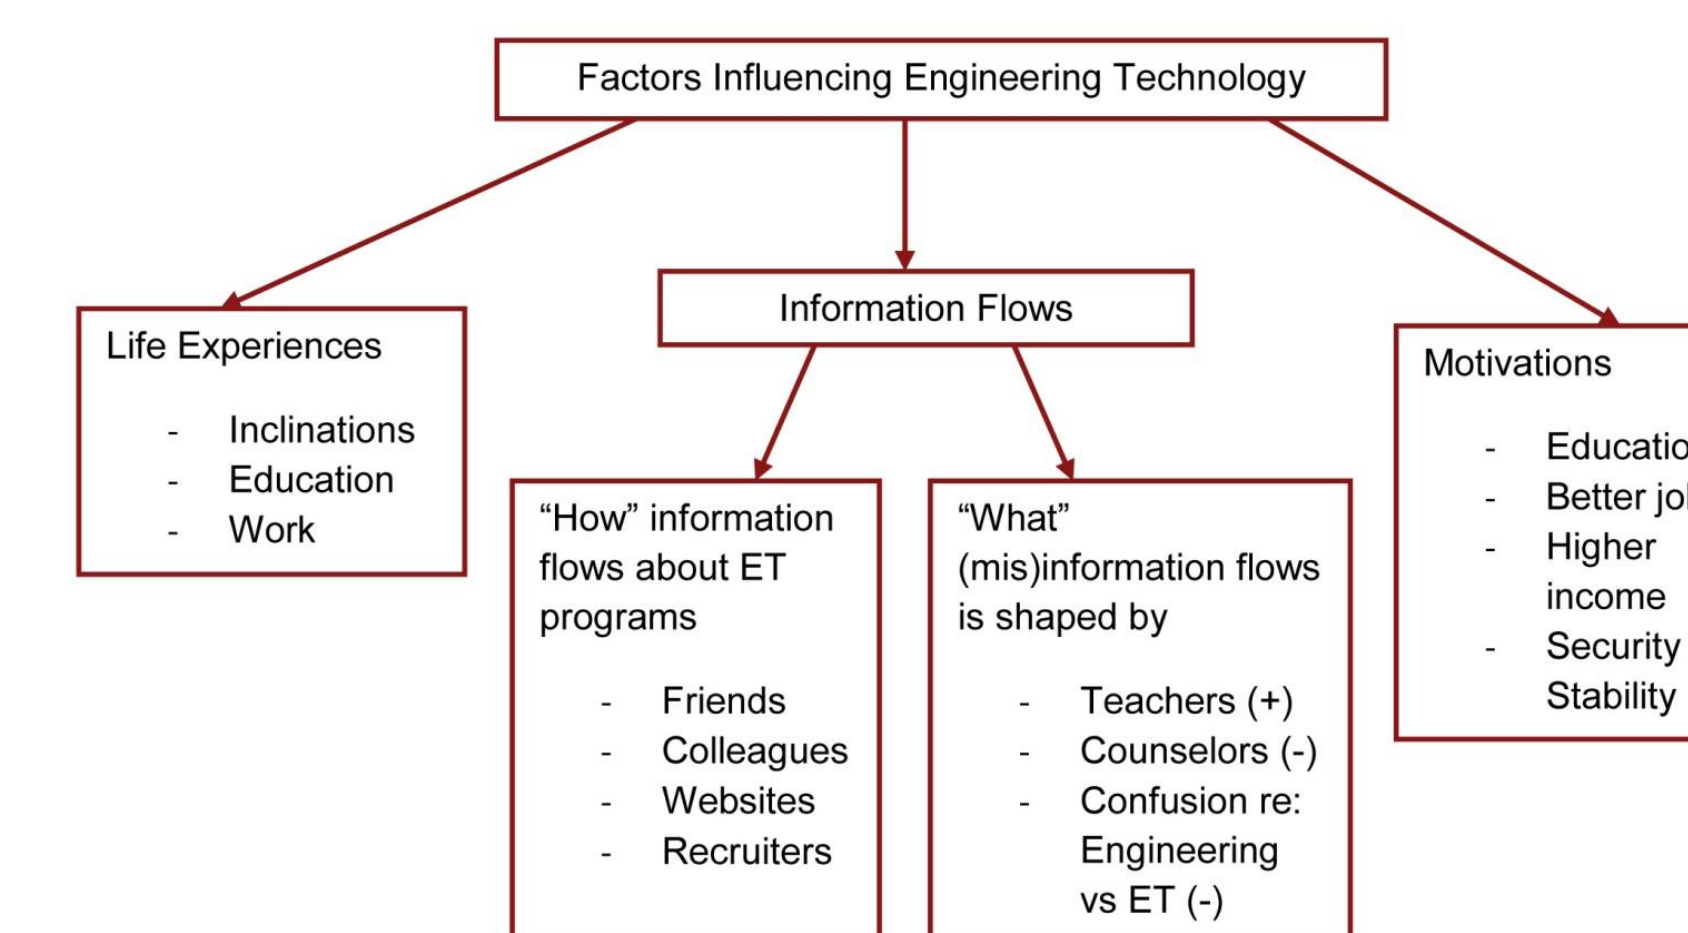 Factors Influencing Engineering Technology
Information Flows
Life Experiences
- Inclinations
- Education
- Work
“How” information
flows about ET
programs
- Friends
- Colleagues
- Websites
- Recruiters
“What”
(mis)information flows
is shaped by
- Teachers (+)
- Counselors (-)
- Confusion re:
Engineering
vs ET (-)
Motivations
-
- Better
- Higher
income
- Security
Stability